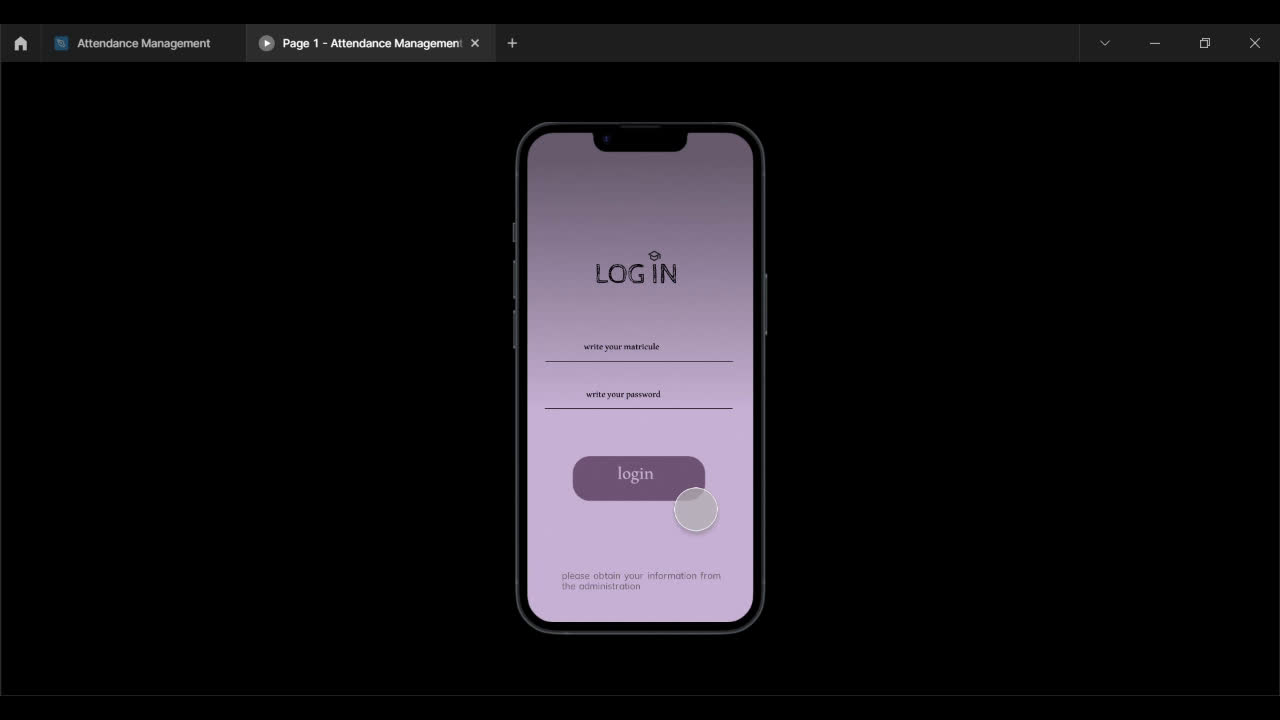 Attendance Management
Page 1 - Attendance Management
LOG IN
write your matricule
write your password
login
please obtain your information from
the administration